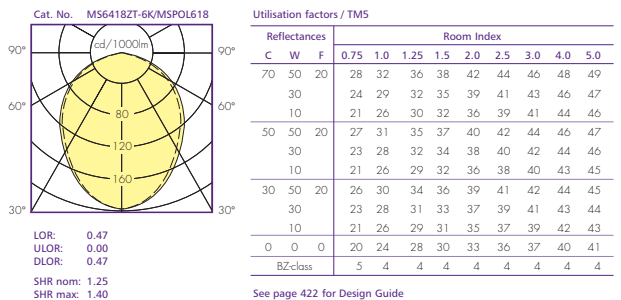 Cat. No. MS6418ZT-6K/MSPOL618
cd/1000lm
90° 90°
60° 60°
80
120
160
30° 30°
LOR: 0.47
ULOR: 0.00
DLOR: 0.47
SHR nom: 1.25
SHR max: 1.40
Utilisation factors / TM5
Reflectances Room Index
C W F 0.75 1.0 1.25 1.5 2.0 2.5 3.0 4.0 5.0
70 50 20 28 32 36 38 42 44 46 48 49
30 24 29 32 35 39 41 43 46 47
10 21 26 30 32 36 39 41 44 46
50 50 20 27 31 35 37 40 42 44 46 47
30 23 28 32 34 38 40 42 44 46
10 21 26 29 32 36 38 40 43 45
30 50 20 26 30 34 36 39 41 42 44 45
30 23 28 31 33 37 39 41 43 44
10 21 26 29 31 35 37 39 42 43
0 0 0 20 24 28 30 33 36 37 40 41
BZ-class 5 4 4 4 4 4 4 4 4
See page 422 for Design Guide